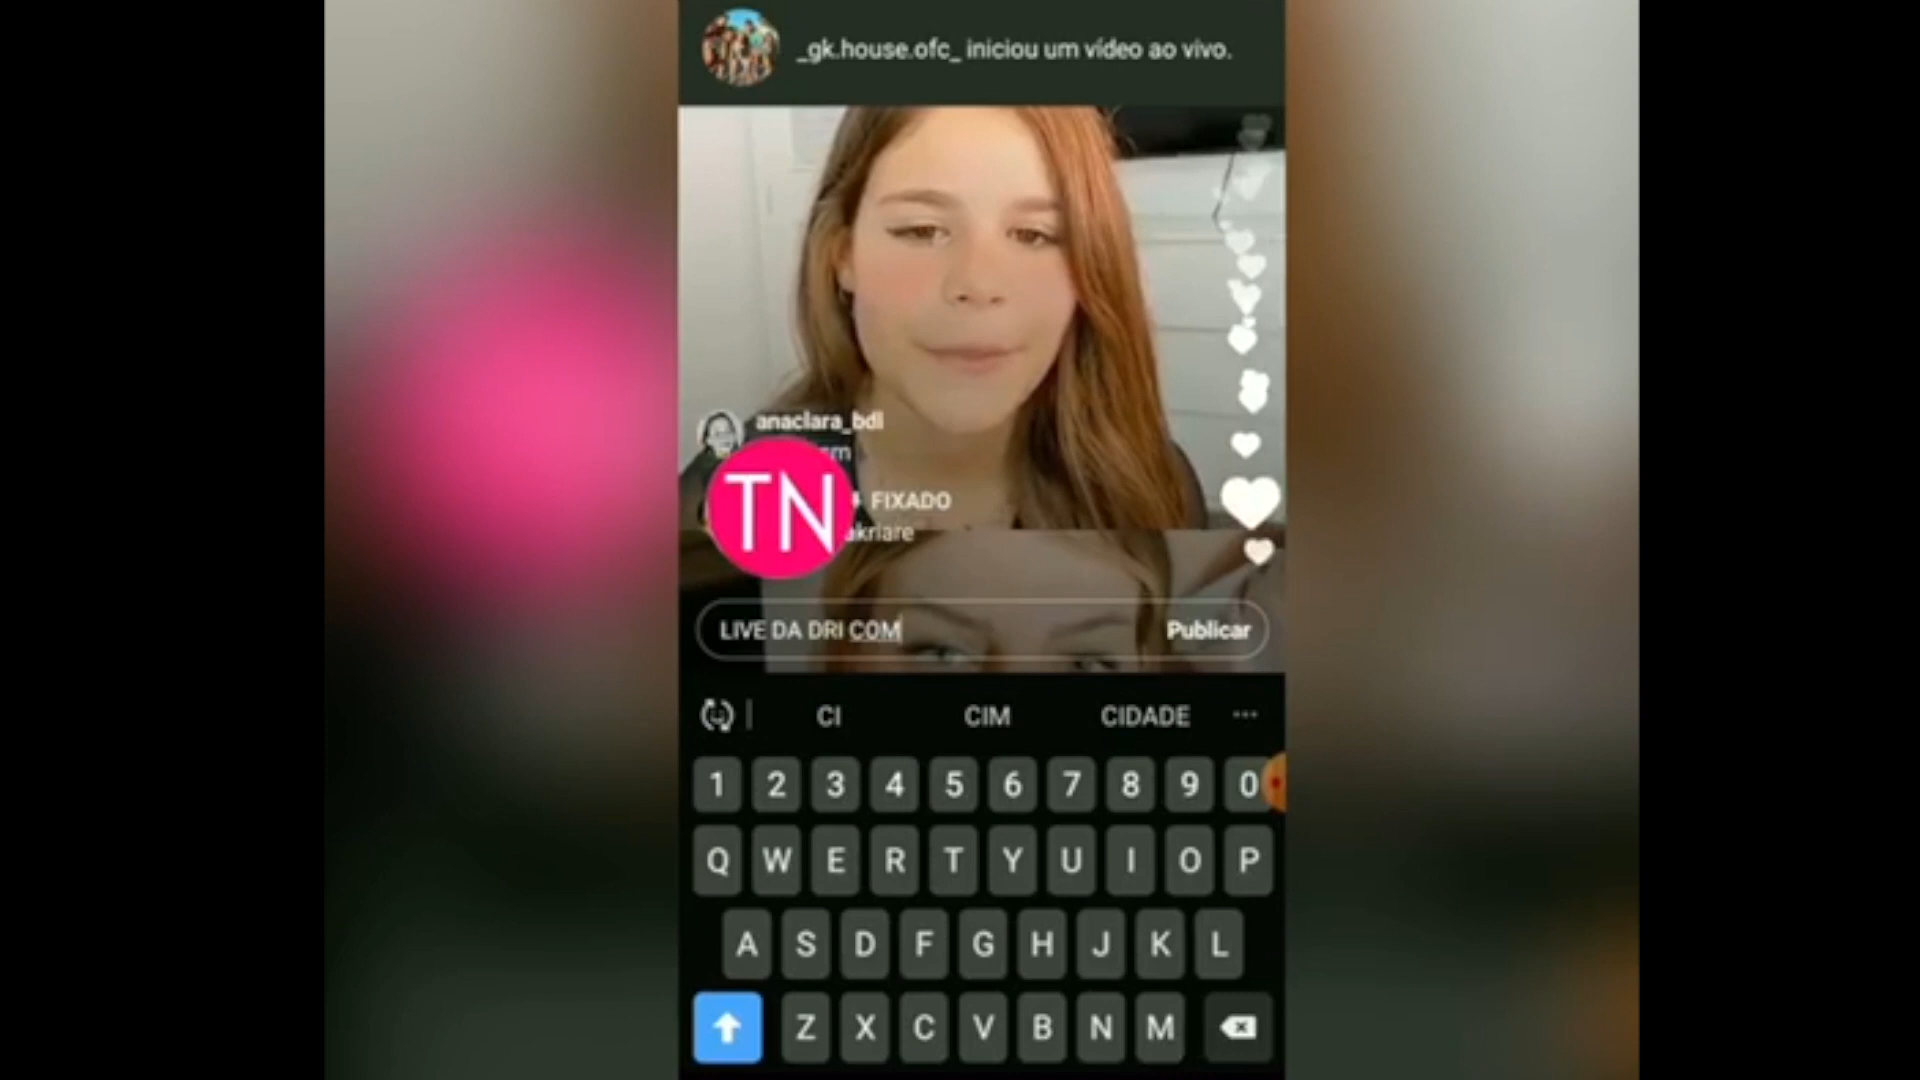 _gk.house.ofc_ iniciou um vídeo ao vivo.
anaclara_bdl
FIXADO
TN
LIVE DA DRI COM
Publicar
CI CIM CIDADE ...
1 2 3 4 5 6 7 8 9 0
Q W E R T Y U I O P
A S D F G H J K L
Z X C V B N M